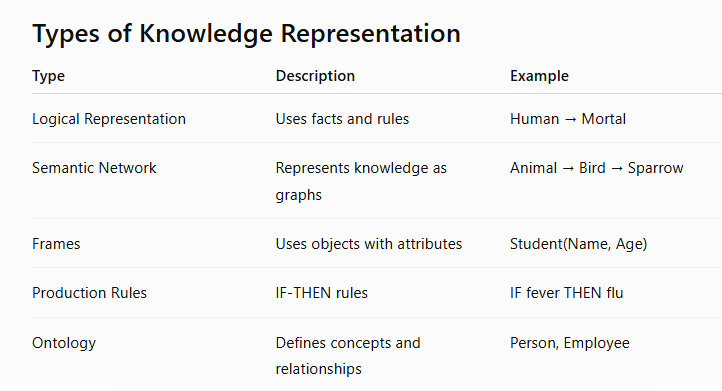 Types of Knowledge Representation
Type Description Example
Logical Representation Uses facts and rules Human → Mortal
Semantic Network Represents knowledge as graphs Animal → Bird → Sparrow
Frames Uses objects with attributes Student(Name, Age)
Production Rules IF-THEN rules IF fever THEN flu
Ontology Defines concepts and relationships Person, Employee